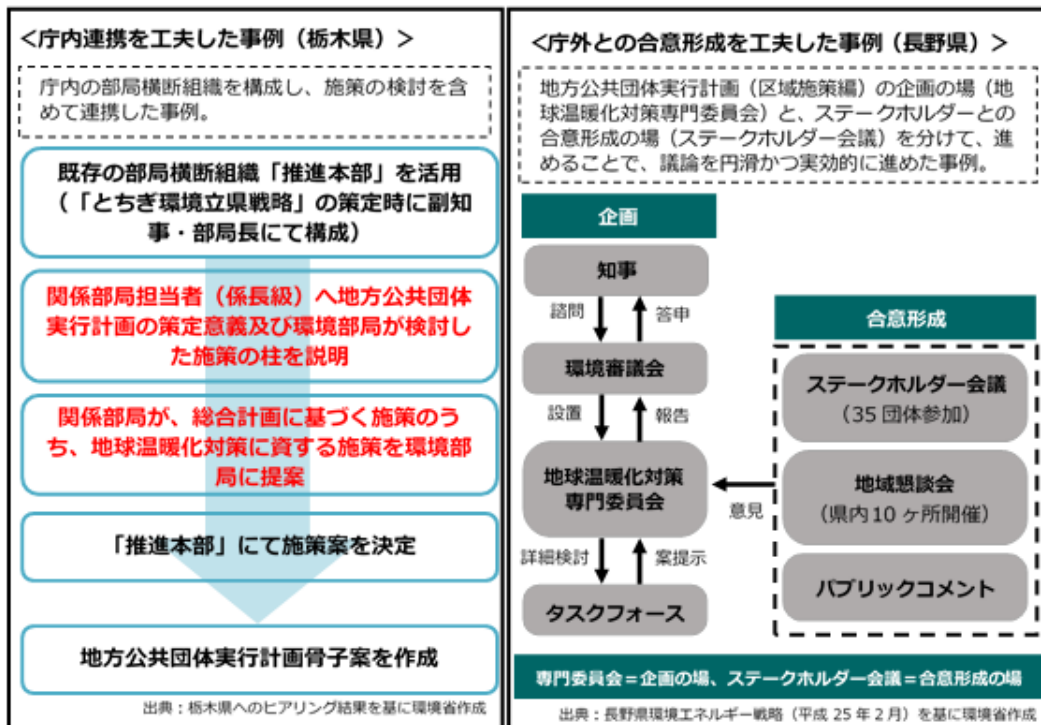 ＜庁内連携を工夫した事例（栃木県）＞
庁内の部局横断組織を構成し、施策の検討を含
めて連携した事例。
既存の部局横断組織「推進本部」を活用
（「とちぎ環境立県戦略」の策定時に副知
事・部局長にて構成）
関係部局担当者（係長級）へ地方公共団体
実行計画の策定意義及び環境部局が検討し
た施策の柱を説明
関係部局が、総合計画に基づく施策のう
ち、地球温暖化対策に資する施策を環境部
局に提案
「推進本部」にて施策案を決定
地方公共団体実行計画骨子案を作成
出典：栃木県へのヒアリング結果を基に環境省作成
＜庁外との合意形成を工夫した事例（長野県）＞
地方公共団体実行計画（区域施策編）の企画の場（地
球温暖化対策専門委員会）と、ステークホルダーとの
合意形成の場（ステークホルダー会議）を分けて、進
めることで、議論を円滑かつ実効的に進めた事例。
企画
知事
諮問
答申
環境審議会
設置
報告
地球温暖化対策
専門委員会
詳細検討
案提示
タスクフォース
意見
合意形成
ステークホルダー会議
（35 団体参加）
地域懇談会
（県内 10 ヶ所開催）
パブリックコメント
専門委員会＝企画の場、ステークホルダー会議＝合意形成の場
出典：長野県環境エネルギー戦略（平成 25 年 2 月）を基に環境省作成